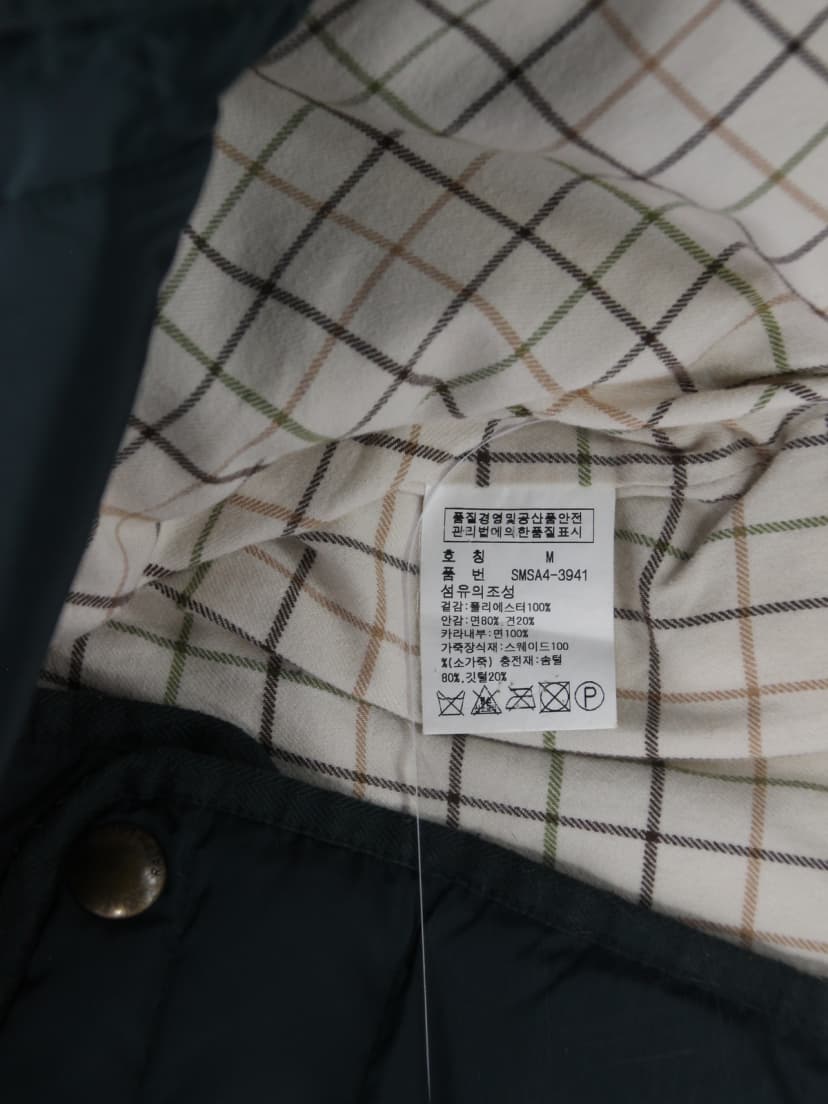 품질경영및공산품안전
관리법에의한품질표시
호 칭 M
품 번 SMSA4-3941
섬유의조성
겉감:폴리에스터100%
안감:면80% 견20%
카라내부:면100%
가죽장식재:스웨이드100
%(소가죽) 충전재:솜털
80%,깃털20%
P